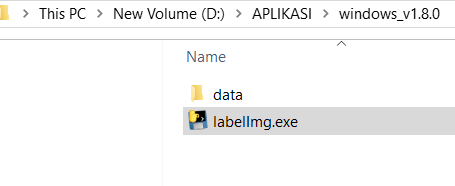 This PC > New Volume (D:) > APLIKASI > windows_v1.8.0
Name
data
labelImg.exe